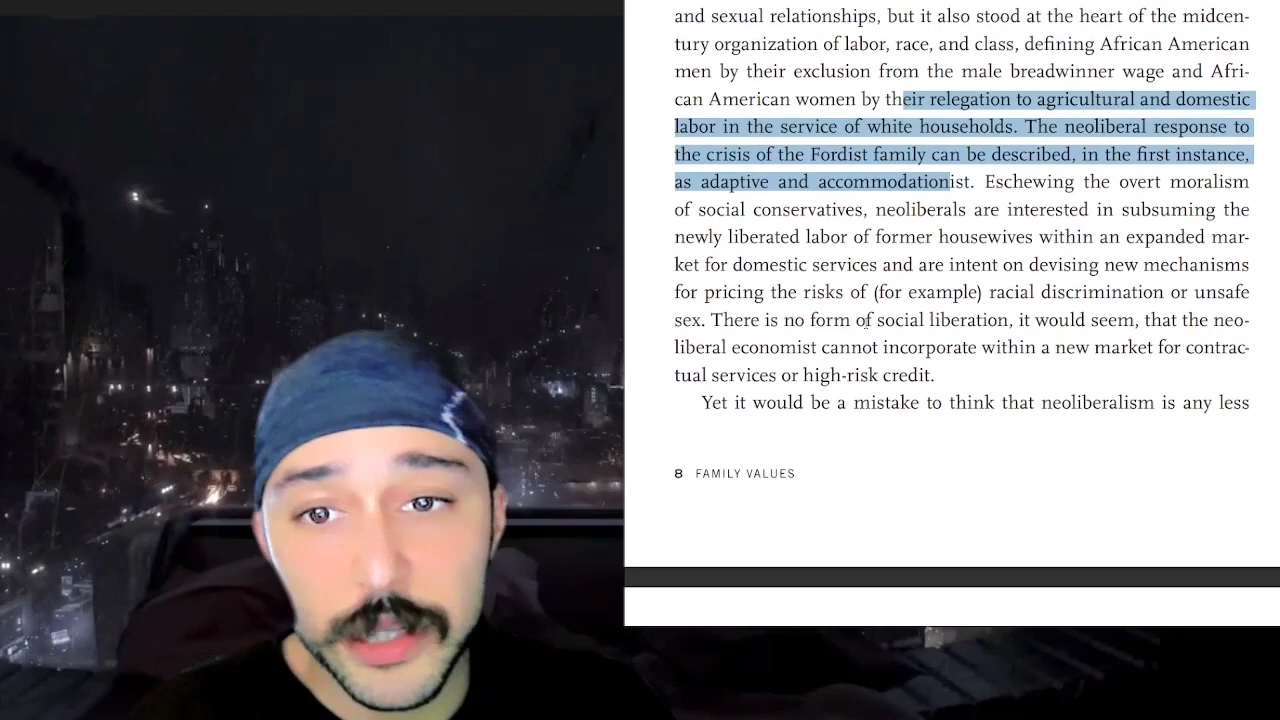 and sexual relationships, but it also stood at the heart of the midcen-
tury organization of labor, race, and class, defining African American
men by their exclusion from the male breadwinner wage and Afri-
can American women by their relegation to agricultural and domestic
labor in the service of white households. The neoliberal response to
the crisis of the Fordist family can be described, in the first instance,
as adaptive and accommodationist. Eschewing the overt moralism
of social conservatives, neoliberals are interested in subsuming the
newly liberated labor of former housewives within an expanded mar-
ket for domestic services and are intent on devising new mechanisms
for pricing the risks of (for example) racial discrimination or unsafe
sex. There is no form of social liberation, it would seem, that the neo-
liberal economist cannot incorporate within a new market for contrac-
tual services or high-risk credit.
Yet it would be a mistake to think that neoliberalism is any less
8 FAMILY VALUES